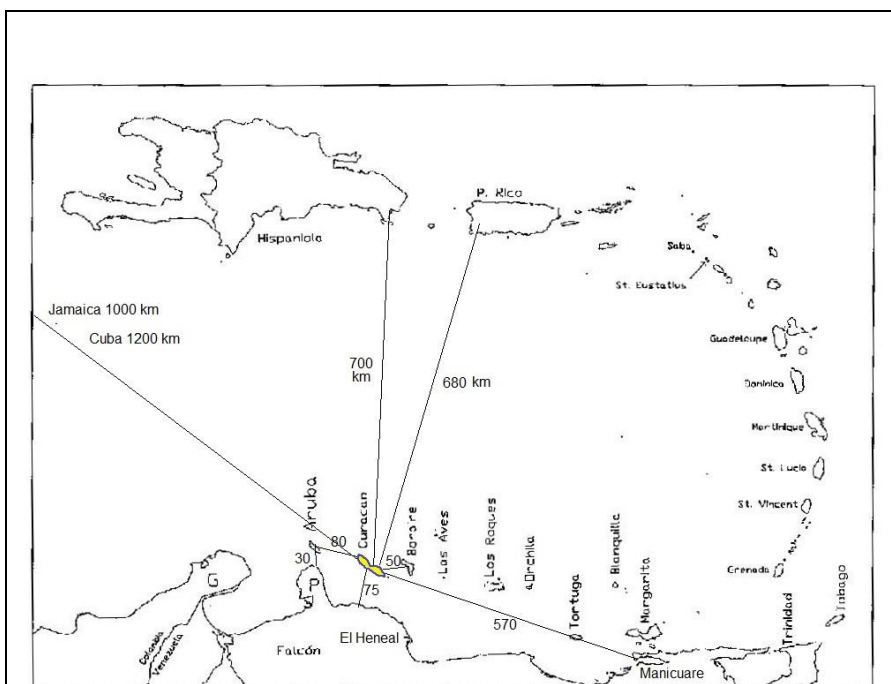 P. Rico
Hispaniola
Saba
St. Eustatius
Jamaica 1000 km
Cuba 1200 km
Guadeloupe
700
km
680 km
Dominica
Martinique
St. Lucia
Aruba
Curacao
Bonaire
Las Aves
Los Roques
Orchila
Blanquilla
St. Vincent
80
30
50
75
G
P
Grenada
Tortuga
Margarita
Trinidad
Tobago
570
Colombia
Venezuela
Falcón
El Heneal
Manicuare